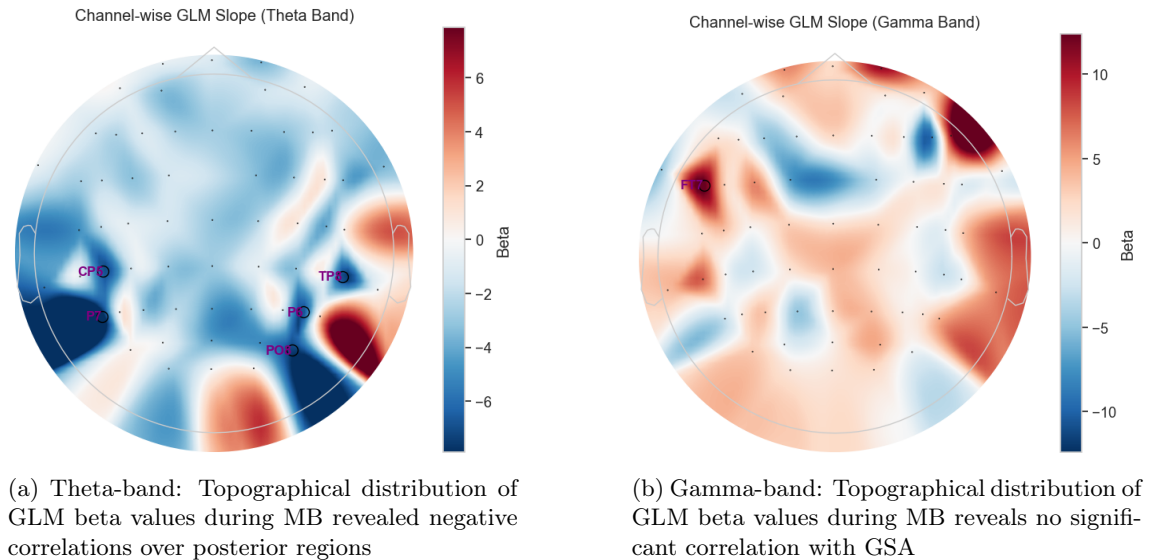 Channel-wise GLM Slope (Theta Band)
6
4
2
0
−2
−4
−6
Beta
CP5
P7
TP8
P6
PO8
(a) Theta-band: Topographical distribution of
GLM beta values during MB revealed negative
correlations over posterior regions
Channel-wise GLM Slope (Gamma Band)
10
5
0
−5
−10
Beta
(b) Gamma-band: Topographical distribution of
GLM beta values during MB reveals no signifi-
cant correlation with GSA